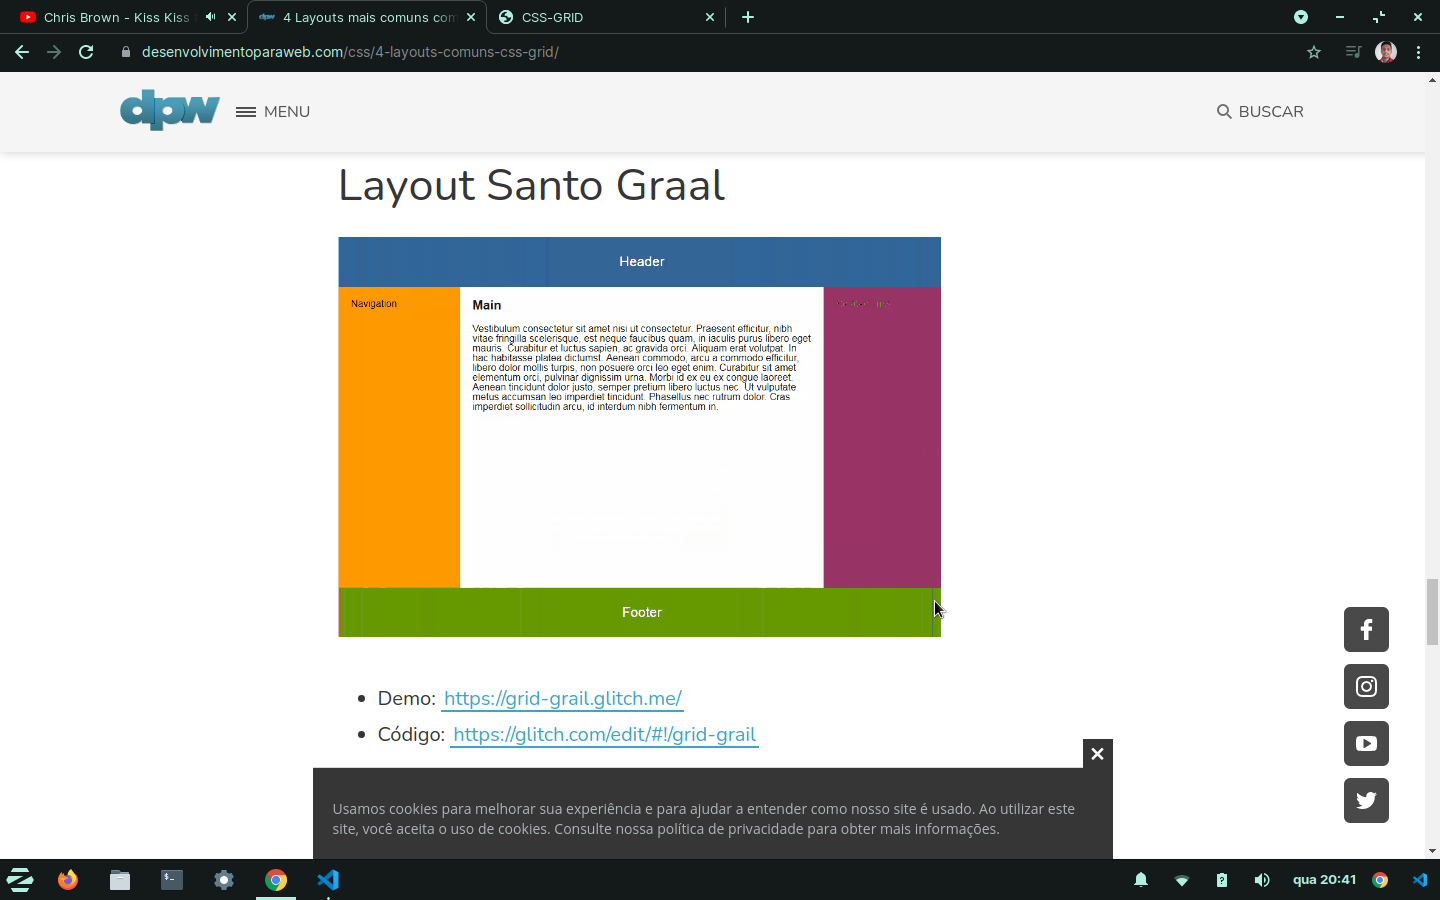 Chris Brown - Kiss Kiss
4 Layouts mais comuns com
CSS-GRID
desenvolvimentoparaweb.com/css/4-layouts-comuns-css-grid/
dpw
MENU
BUSCAR
Layout Santo Graal
Header
Navigation
Main
Vestibulum consectetur sit amet nisi ut consectetur. Praesent efficitur, nibh
vitae fringilla scelerisque, est neque faucibus quam, in iaculis purus libero eget
mauris. Curabitur et luctus sapien, ac gravida orci. Aliquam erat volutpat. In
hac habitasse platea dictumst. Aenean commodo, arcu a commodo efficitur,
libero dolor mollis turpis, non posuere orci leo eget enim. Curabitur sit amet
elementum orci, pulvinar dignissim urna. Morbi id ex eu ex congue laoreet.
Aenean tincidunt dolor justo, semper pretium libero luctus nec. Ut vulputate
metus accumsan leo imperdiet tincidunt. Phasellus nec rutrum dolor. Cras
imperdiet sollicitudin arcu, id interdum nibh fermentum in.
Footer
Demo: https://grid-grail.glitch.me/
Código: https://glitch.com/edit/#!/grid-grail
Usamos cookies para melhorar sua experiência e para ajudar a entender como nosso site é usado. Ao utilizar este
site, você aceita o uso de cookies. Consulte nossa política de privacidade para obter mais informações.
qua 20:41